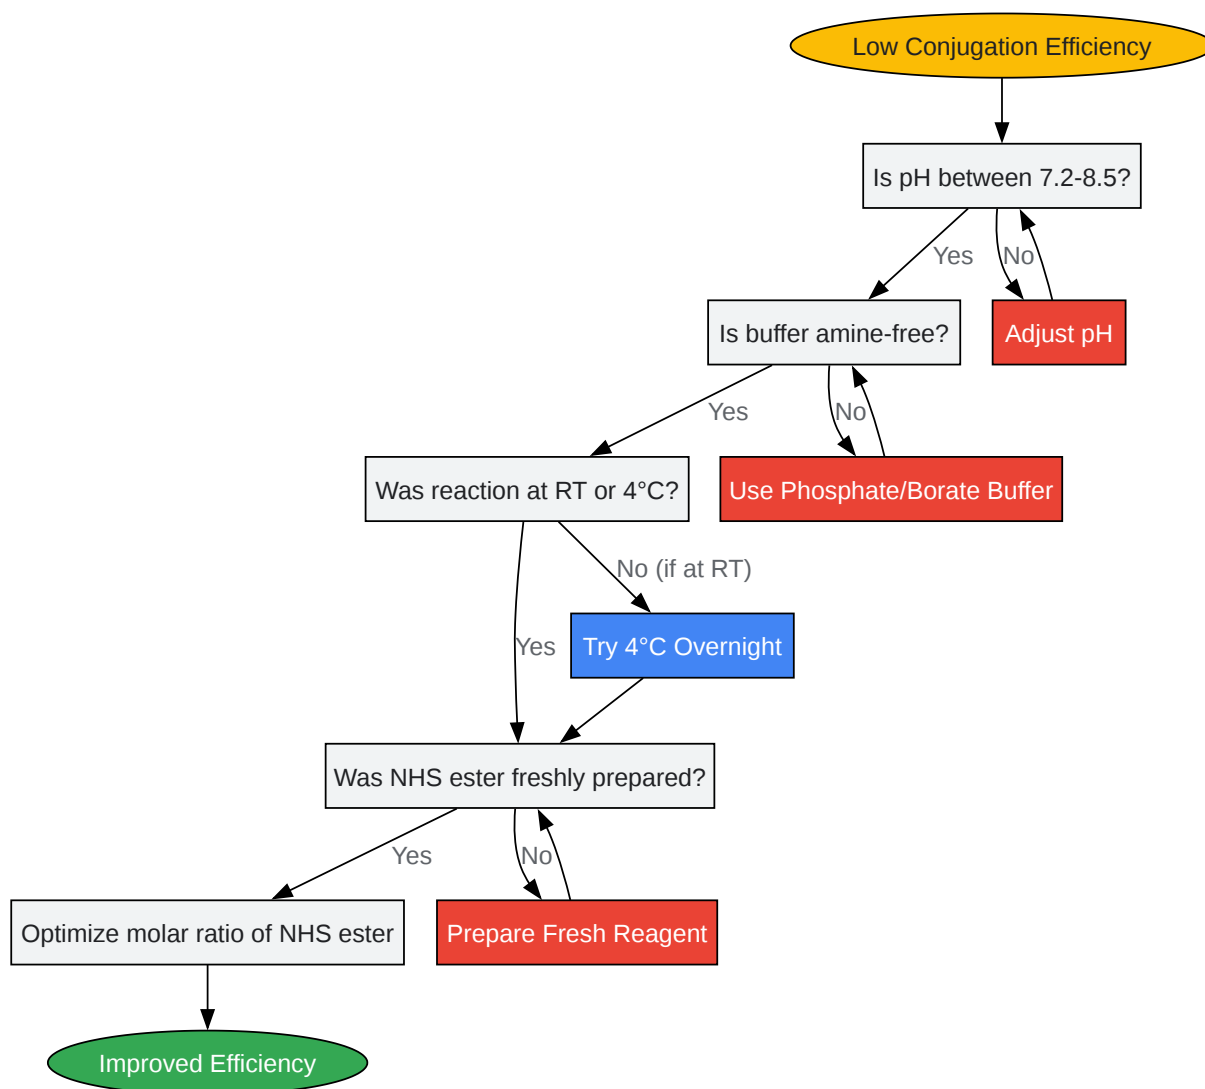 Low Conjugation Efficiency
Is pH between 7.2-8.5?
Yes
No
Is buffer amine-free?
Adjust pH
Yes
No
Was reaction at RT or 4°C?
Use Phosphate/Borate Buffer
No (if at RT)
Yes
Try 4°C Overnight
Was NHS ester freshly prepared?
Yes
No
Optimize molar ratio of NHS ester
Prepare Fresh Reagent
Improved Efficiency